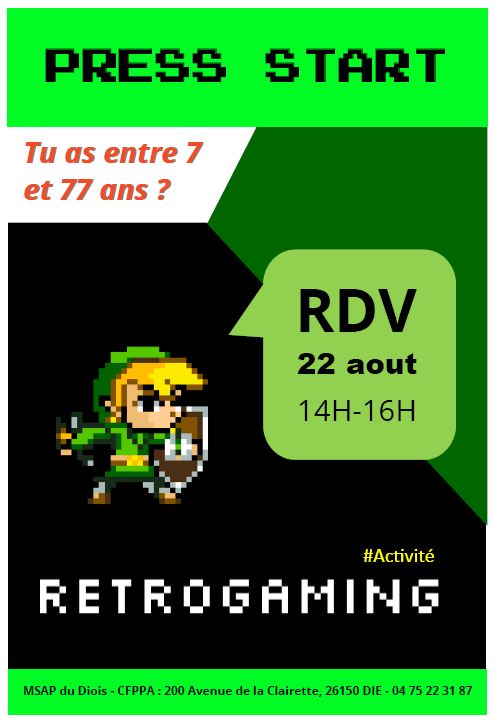 PRESS START
Tu as entre 7
et 77 ans ?
RDV
22 aout
14H-16H
#Activité
RETROGAMING
MSAP du Diois - CFPPA : 200 Avenue de la Clairette, 26150 DIE - 04 75 22 31 87